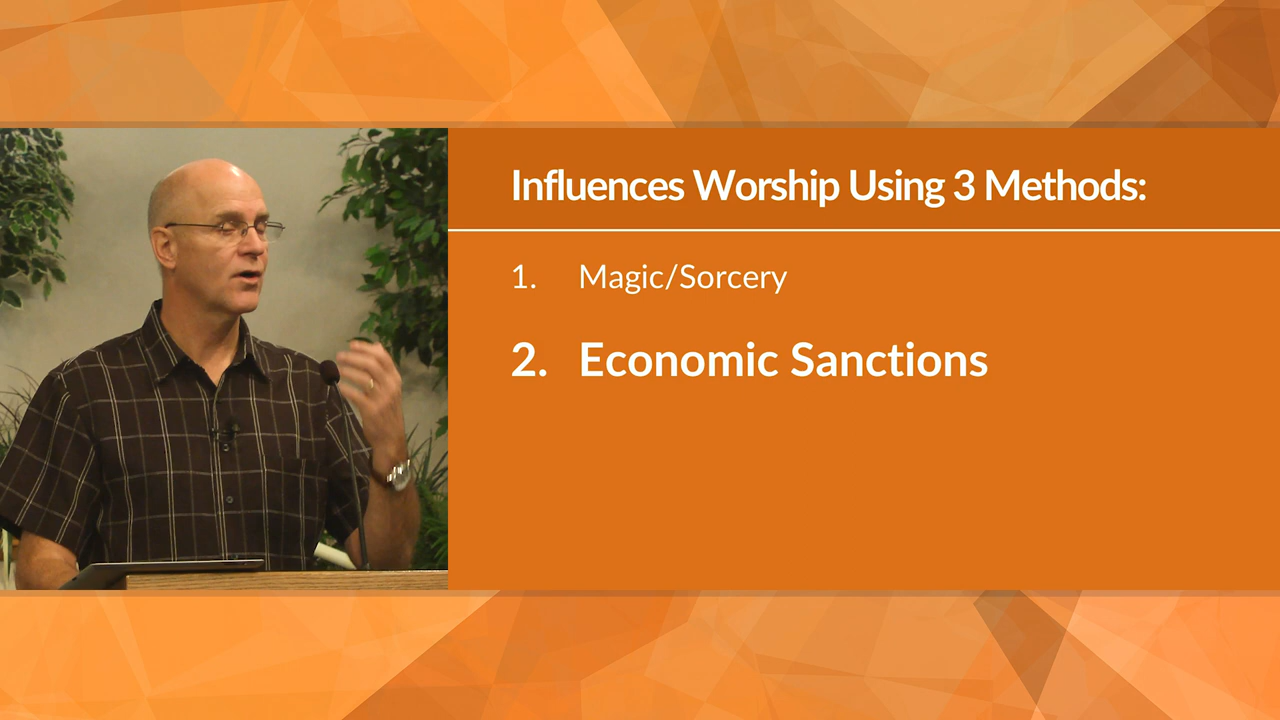 Influences Worship Using 3 Methods:
1. Magic/Sorcery
2. Economic Sanctions